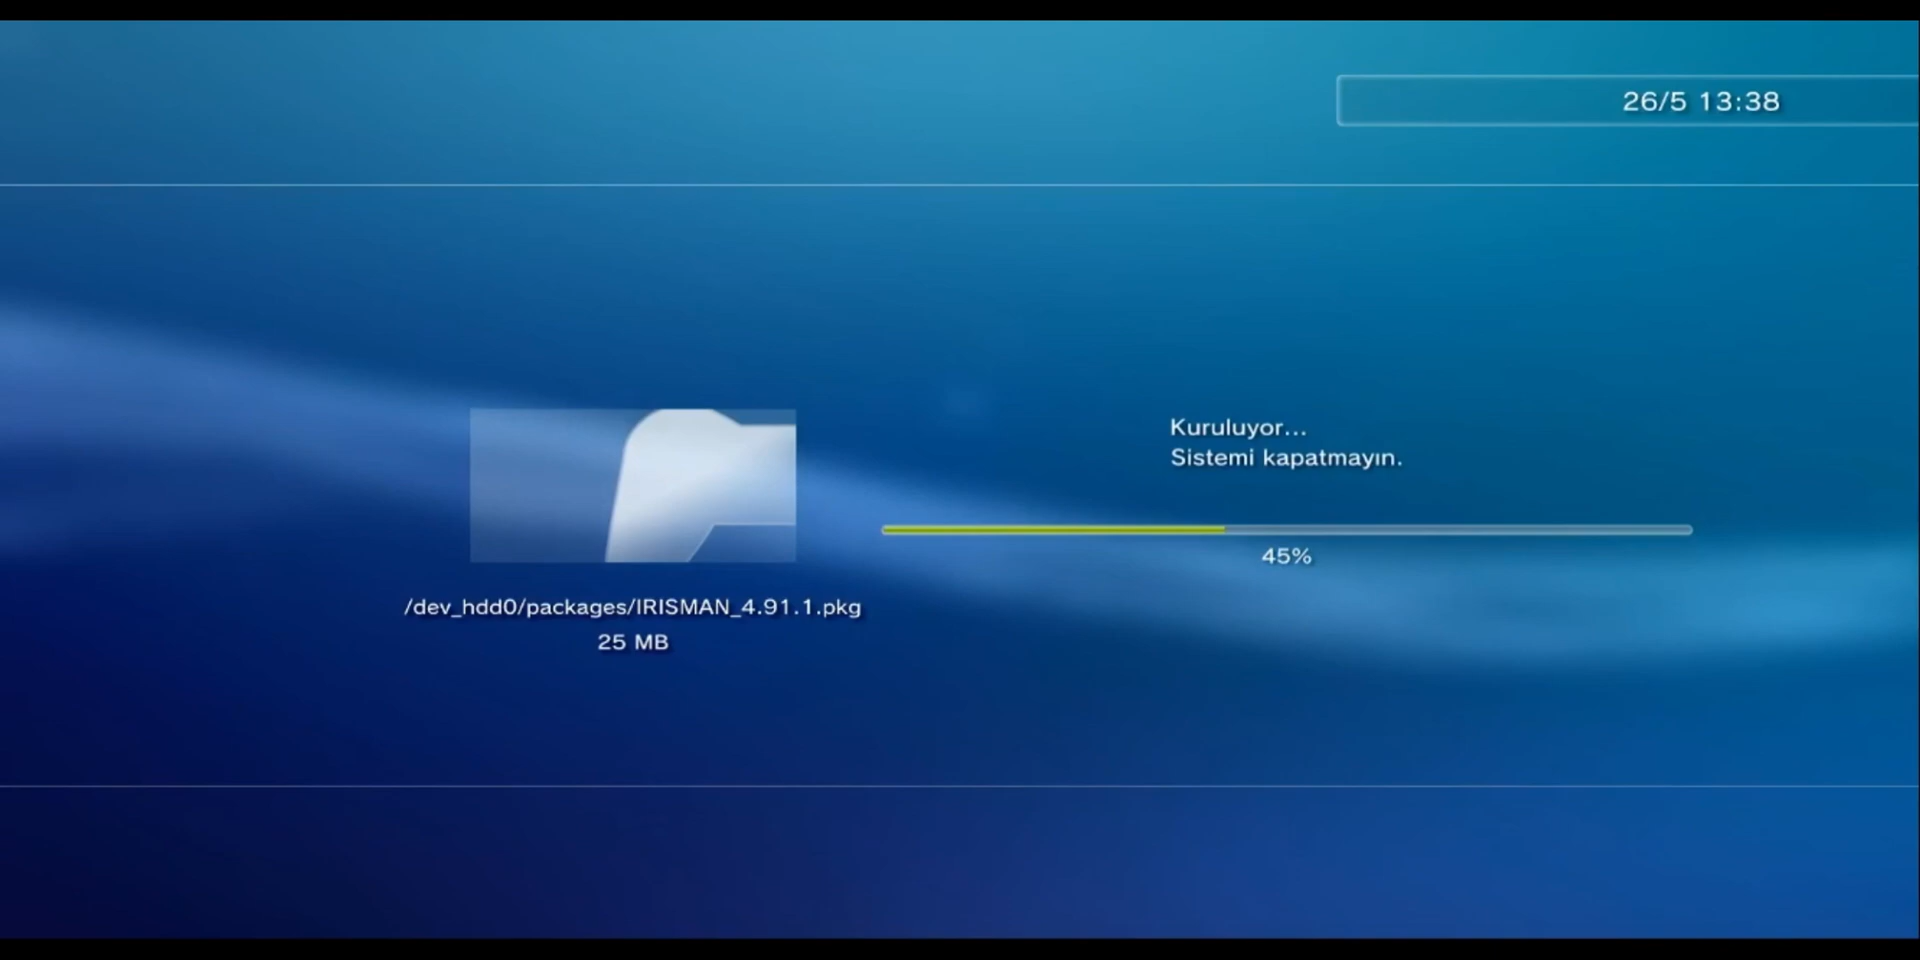 26/5 13:38
Kuruluyor...
Sistemi kapatmayın.
45%
/dev_hdd0/packages/IRISMAN_4.91.1.pkg
25 MB